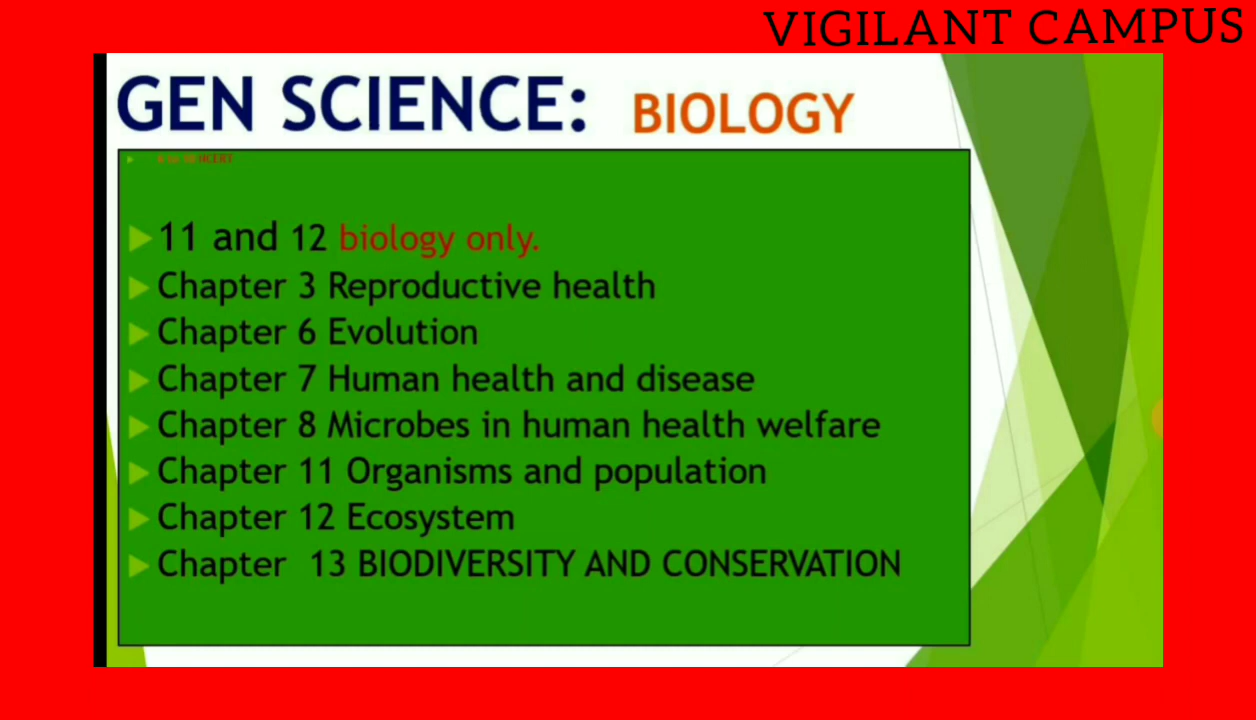 VIGILANT CAMPUS
GEN SCIENCE: BIOLOGY
NCERT
11 and 12 biology only.
Chapter 3 Reproductive health
Chapter 6 Evolution
Chapter 7 Human health and disease
Chapter 8 Microbes in human health welfare
Chapter 11 Organisms and population
Chapter 12 Ecosystem
Chapter 13 BIODIVERSITY AND CONSERVATION